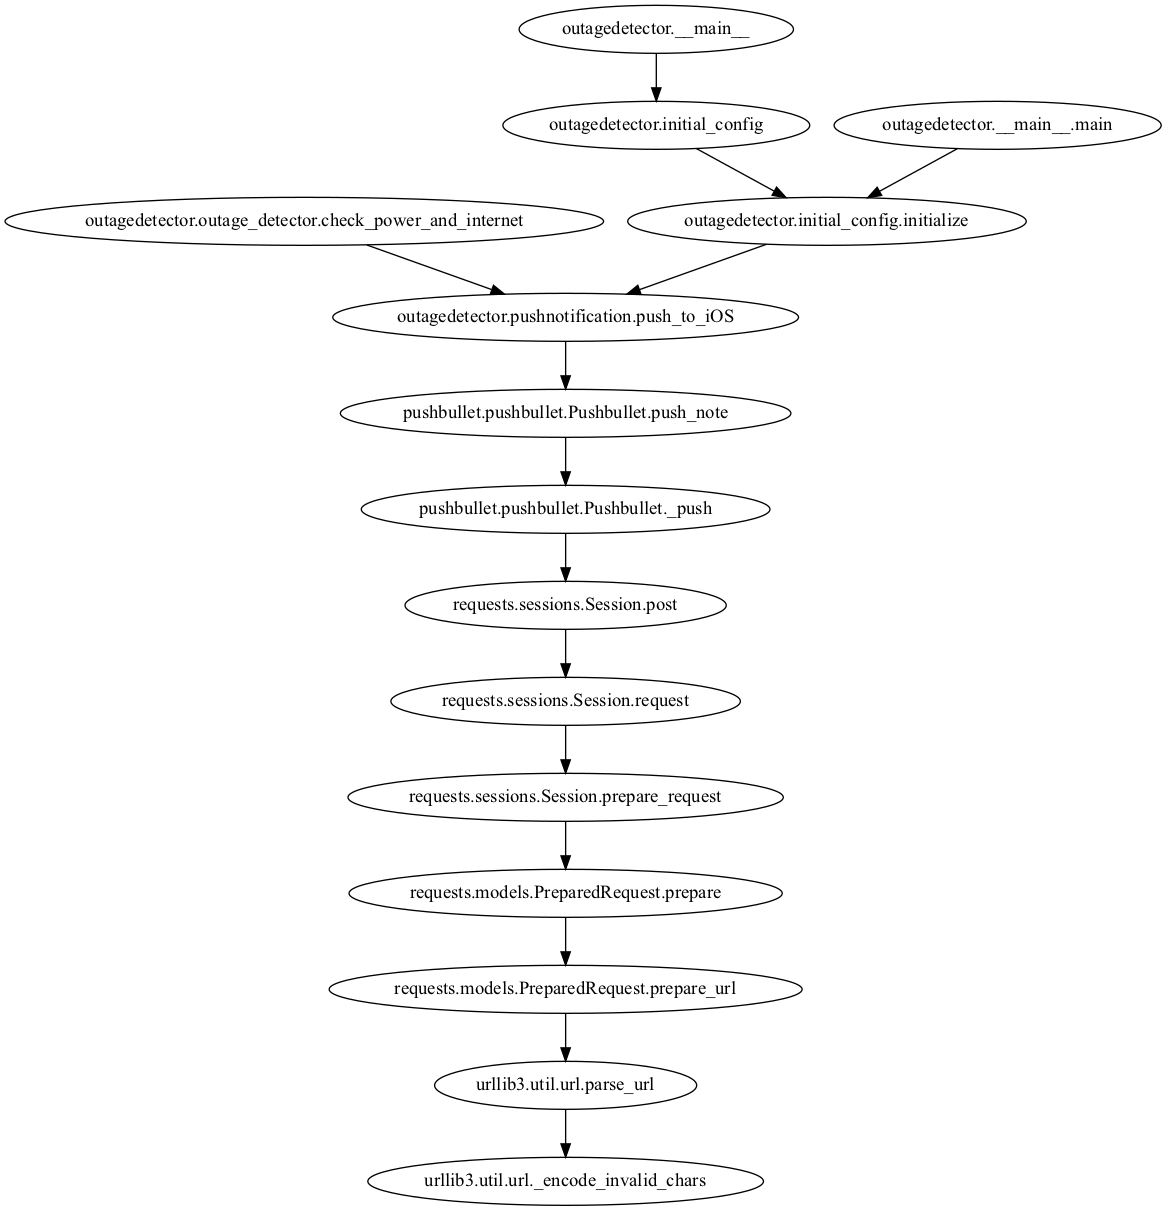 outagedetector.__main__
outagedetector.initial_config
outagedetector.__main__.main
outagedetector.outage_detector.check_power_and_internet
outagedetector.initial_config.initialize
outagedetector.pushnotification.push_to_iOS
pushbullet.pushbullet.Pushbullet.push_note
pushbullet.pushbullet.Pushbullet._push
requests.sessions.Session.post
requests.sessions.Session.request
requests.sessions.Session.prepare_request
requests.models.PreparedRequest.prepare
requests.models.PreparedRequest.prepare_url
urllib3.util.url.parse_url
urllib3.util.url._encode_invalid_chars